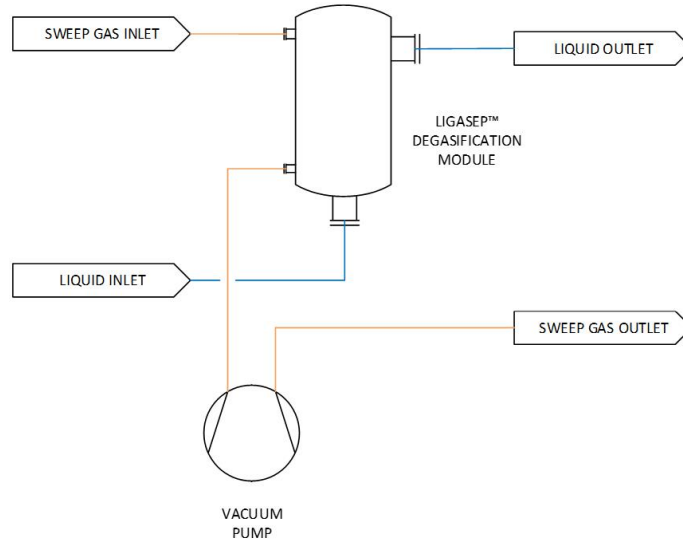 SWEEP GAS INLET
LIQUID OUTLET
LIGASEP™
DEGASIFICATION
MODULE
LIQUID INLET
SWEEP GAS OUTLET
VACUUM
PUMP